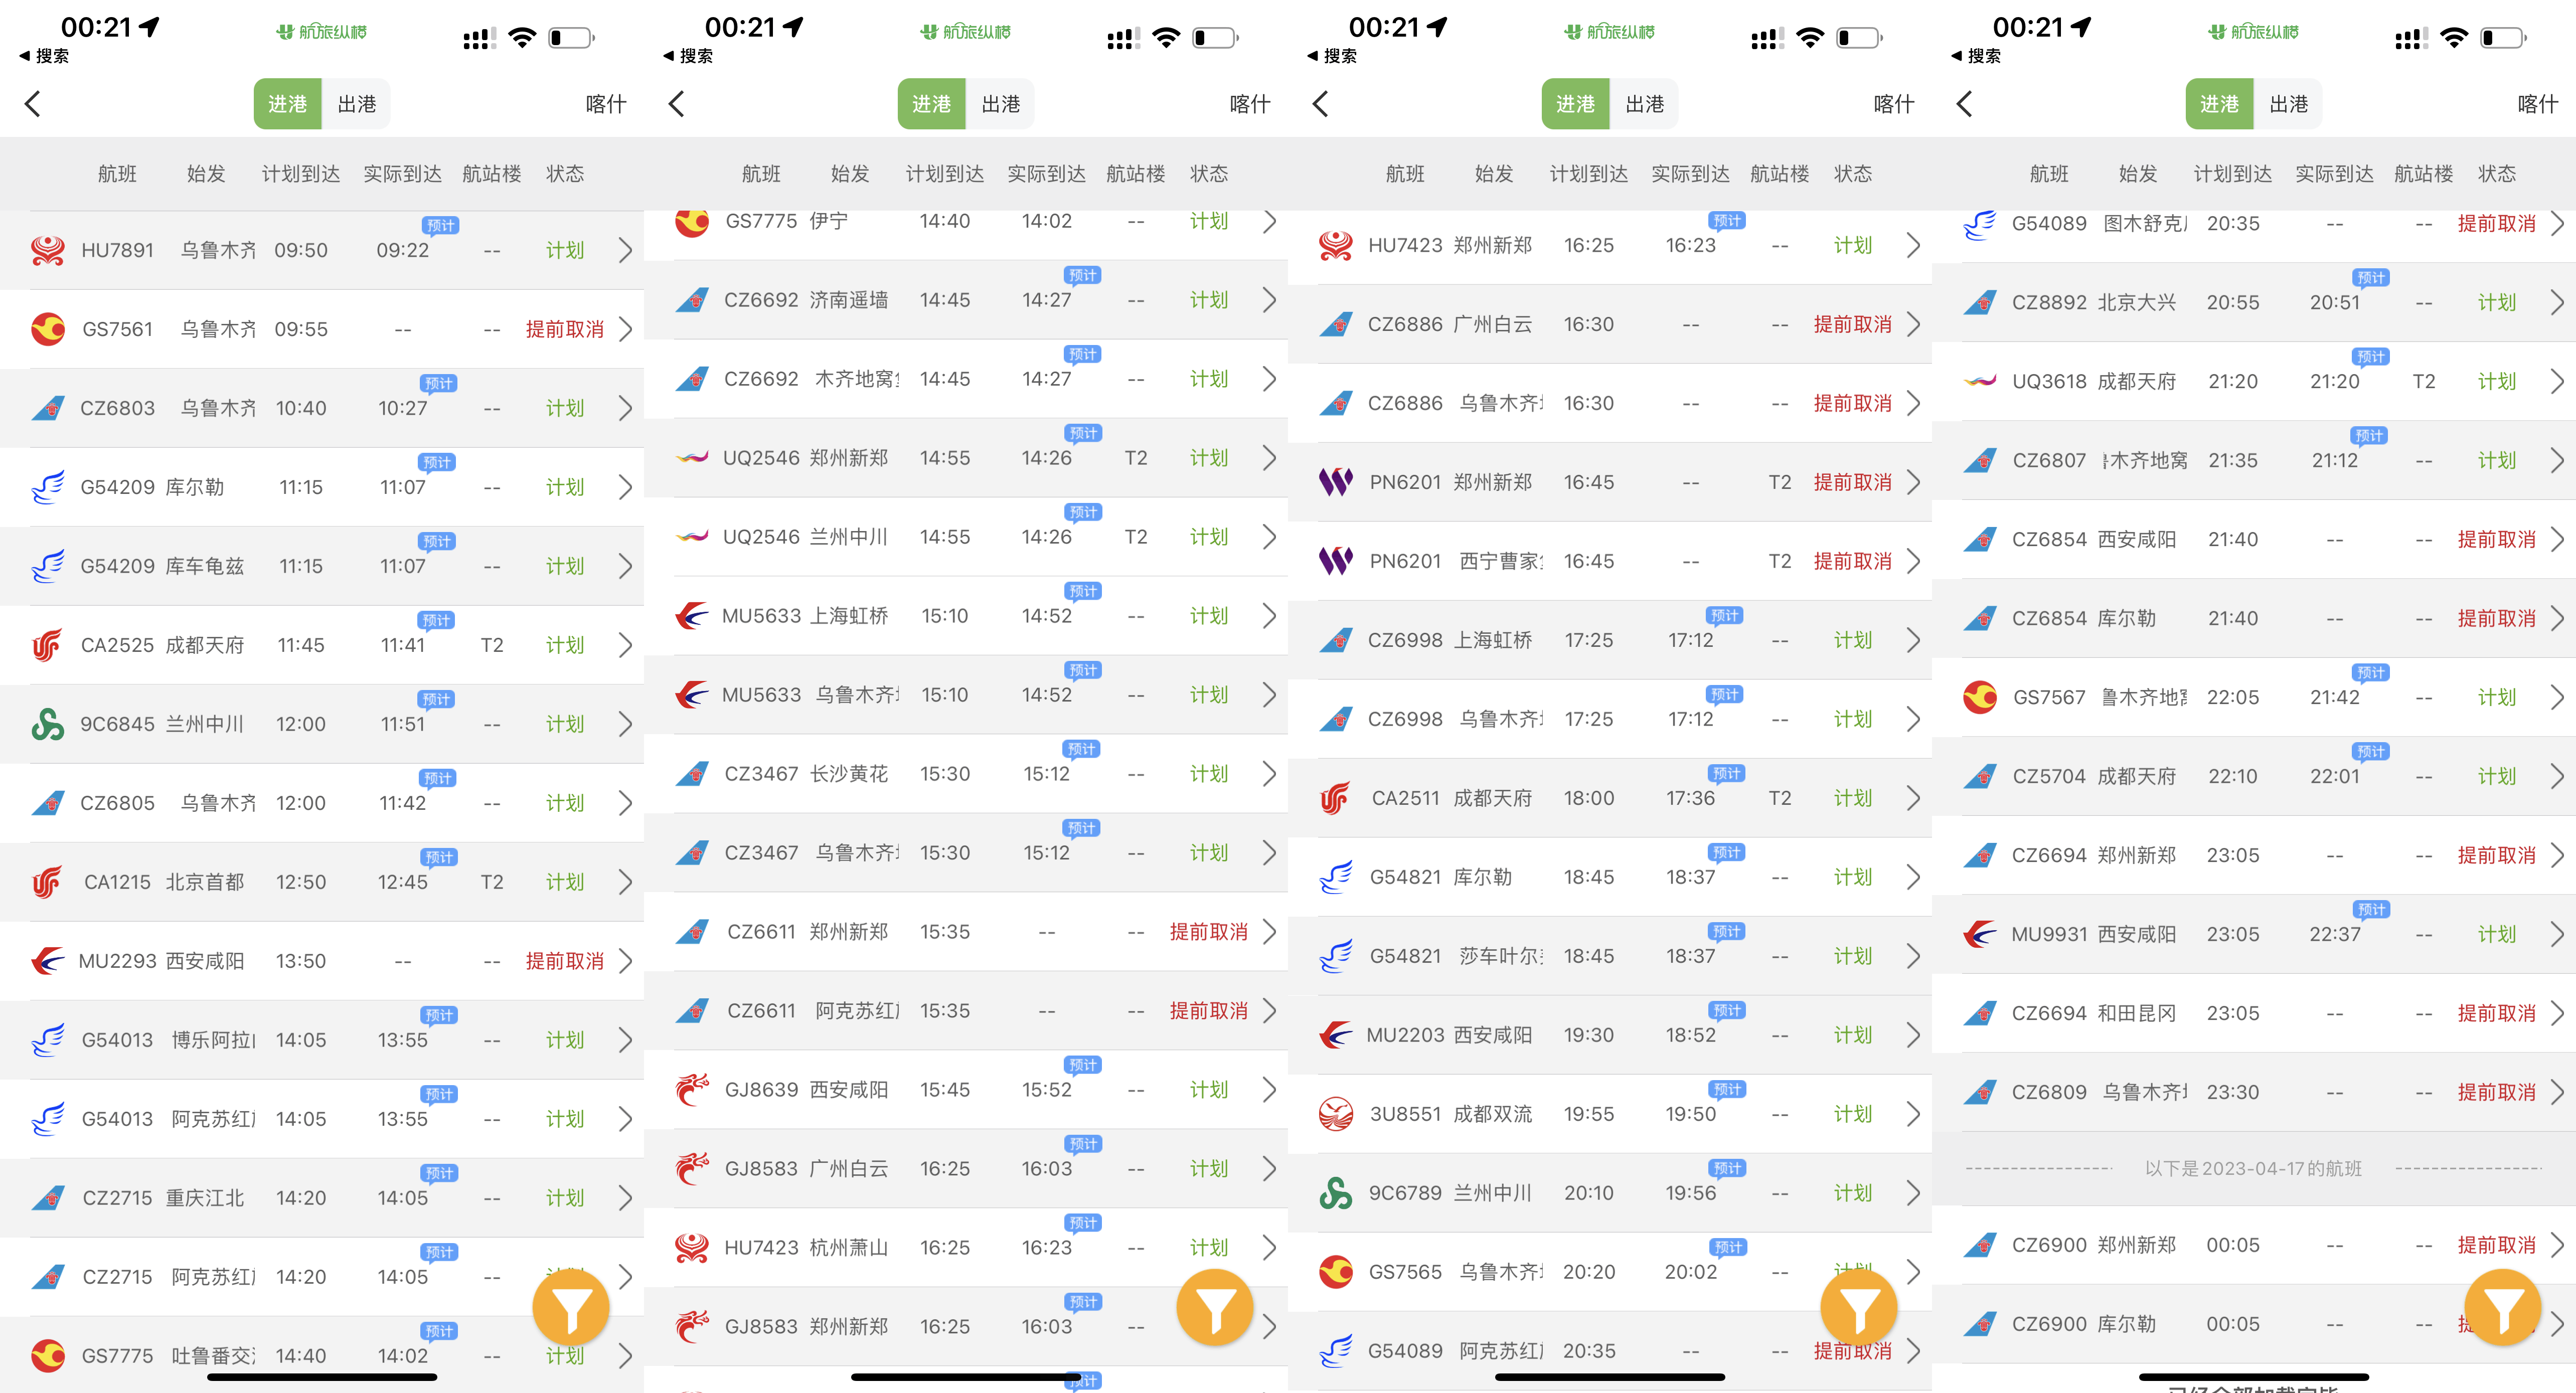 00:21
航旅纵横
搜索
进港 出港 喀什
航班 始发 计划到达 实际到达 航站楼 状态
预计
HU7891 乌鲁木齐 09:50 09:22 -- 计划
GS7561 乌鲁木齐 09:55 -- -- 提前取消
预计
CZ6803 乌鲁木齐 10:40 10:27 -- 计划
预计
G54209 库尔勒 11:15 11:07 -- 计划
预计
G54209 库车龟兹 11:15 11:07 -- 计划
预计
CA2525 成都天府 11:45 11:41 T2 计划
预计
9C6845 兰州中川 12:00 11:51 -- 计划
预计
CZ6805 乌鲁木齐 12:00 11:42 -- 计划
预计
CA1215 北京首都 12:50 12:45 T2 计划
MU2293 西安咸阳 13:50 -- -- 提前取消
预计
G54013 博乐阿拉 14:05 13:55 -- 计划
预计
G54013 阿克苏红 14:05 13:55 -- 计划
预计
CZ2715 重庆江北 14:20 14:05 -- 计划
预计
CZ2715 阿克苏红 14:20 14:05 --
预计
GS7775 吐鲁番交 14:40 14:02 -- 计划
00:21
航旅纵横
搜索
进港 出港 喀什
航班 始发 计划到达 实际到达 航站楼 状态
GS7775 伊宁 14:40 14:02 -- 计划
预计
CZ6692 济南遥墙 14:45 14:27 -- 计划
预计
CZ6692 木齐地窝 14:45 14:27 -- 计划
预计
UQ2546 郑州新郑 14:55 14:26 T2 计划
预计
UQ2546 兰州中川 14:55 14:26 T2 计划
预计
MU5633 上海虹桥 15:10 14:52 -- 计划
预计
MU5633 乌鲁木齐 15:10 14:52 -- 计划
预计
CZ3467 长沙黄花 15:30 15:12 -- 计划
预计
CZ3467 乌鲁木齐 15:30 15:12 -- 计划
CZ6611 郑州新郑 15:35 -- -- 提前取消
CZ6611 阿克苏红 15:35 -- -- 提前取消
预计
GJ8639 西安咸阳 15:45 15:52 -- 计划
预计
GJ8583 广州白云 16:25 16:03 -- 计划
预计
HU7423 杭州萧山 16:25 16:23 -- 计划
预计
GJ8583 郑州新郑 16:25 16:03 --
预计
00:21
航旅纵横
搜索
进港 出港 喀什
航班 始发 计划到达 实际到达 航站楼 状态
预计
HU7423 郑州新郑 16:25 16:23 -- 计划
CZ6886 广州白云 16:30 -- -- 提前取消
CZ6886 乌鲁木齐 16:30 -- -- 提前取消
PN6201 郑州新郑 16:45 -- T2 提前取消
PN6201 西宁曹家 16:45 -- T2 提前取消
预计
CZ6998 上海虹桥 17:25 17:12 -- 计划
预计
CZ6998 乌鲁木齐 17:25 17:12 -- 计划
预计
CA2511 成都天府 18:00 17:36 T2 计划
预计
G54821 库尔勒 18:45 18:37 -- 计划
预计
G54821 莎车叶尔 18:45 18:37 -- 计划
预计
MU2203 西安咸阳 19:30 18:52 -- 计划
预计
3U8551 成都双流 19:55 19:50 -- 计划
预计
9C6789 兰州中川 20:10 19:56 -- 计划
预计
GS7565 乌鲁木齐 20:20 20:02 -- 计划
G54089 阿克苏红 20:35 -- -- 提前取消
00:21
航旅纵横
搜索
进港 出港 喀什
航班 始发 计划到达 实际到达 航站楼 状态
G54089 图木舒克 20:35 -- -- 提前取消
预计
CZ8892 北京大兴 20:55 20:51 -- 计划
预计
UQ3618 成都天府 21:20 21:20 T2 计划
预计
CZ6807 木齐地窝 21:35 21:12 -- 计划
CZ6854 西安咸阳 21:40 -- -- 提前取消
CZ6854 库尔勒 21:40 -- -- 提前取消
预计
GS7567 鲁木齐地 22:05 21:42 -- 计划
预计
CZ5704 成都天府 22:10 22:01 -- 计划
CZ6694 郑州新郑 23:05 -- -- 提前取消
预计
MU9931 西安咸阳 23:05 22:37 -- 计划
CZ6694 和田昆冈 23:05 -- -- 提前取消
CZ6809 乌鲁木齐 23:30 -- -- 提前取消
以下是2023-04-17的航班
CZ6900 郑州新郑 00:05 -- -- 提前取消
CZ6900 库尔勒 00:05 -- --